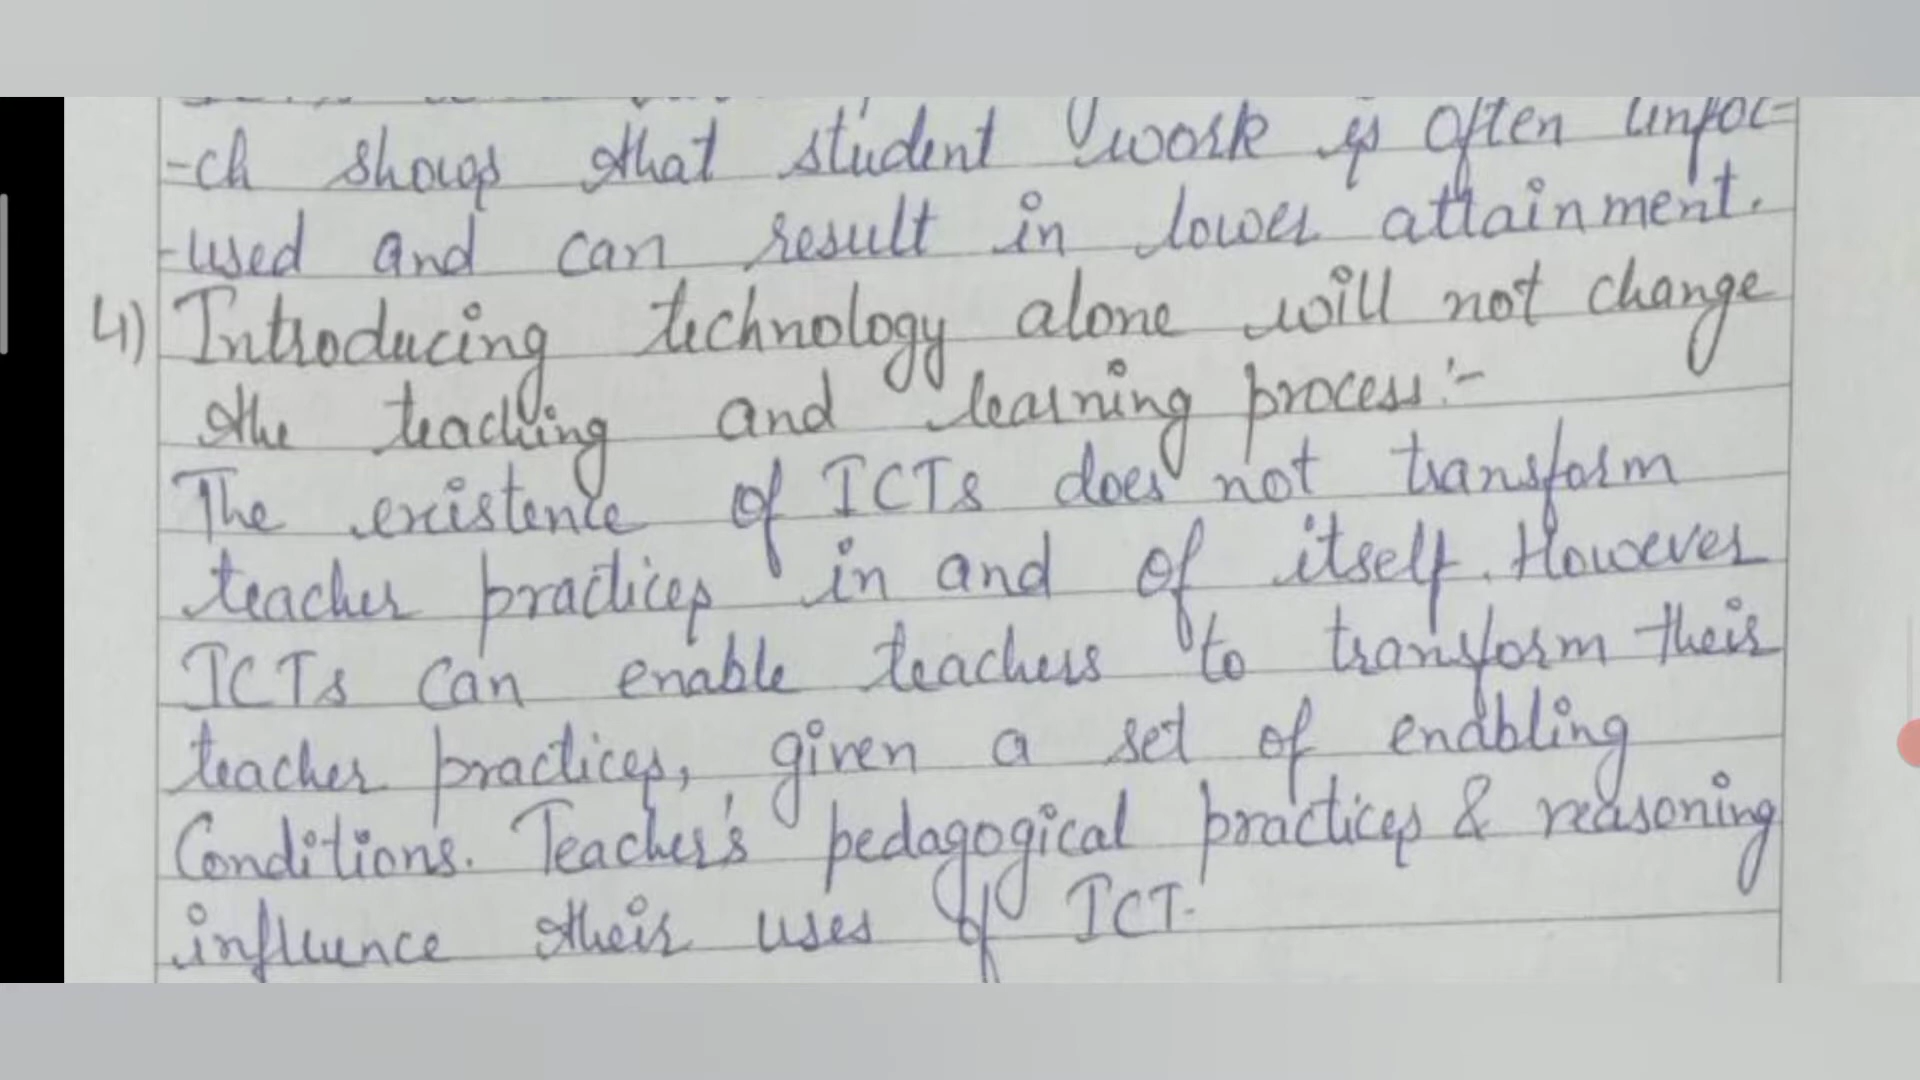 -ch shows that student work is often unfoc-
-used and can result in lower attainment.
4) Introducing technology alone will not change
the teaching and learning process:-
The existence of ICTs does not transform
teacher practices in and of itself. However
ICTs can enable teachers to transform their
teacher practices, given a set of enabling
Conditions. Teacher's pedagogical practices & reasoning
influence their uses of ICT.